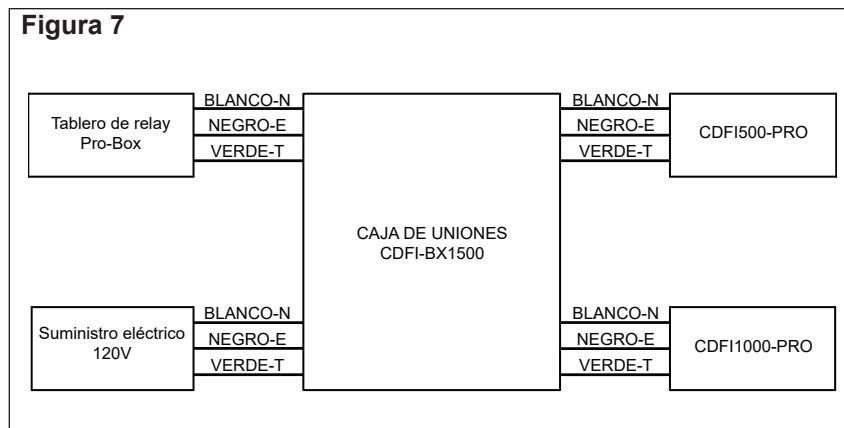 Figura 7
Tablero de relay
Pro-Box
BLANCO-N
NEGRO-E
VERDE-T
BLANCO-N
NEGRO-E
VERDE-T
CDFI500-PRO
CAJA DE UNIONES
CDFI-BX1500
Suministro eléctrico
120V
BLANCO-N
NEGRO-E
VERDE-T
BLANCO-N
NEGRO-E
VERDE-T
CDFI1000-PRO